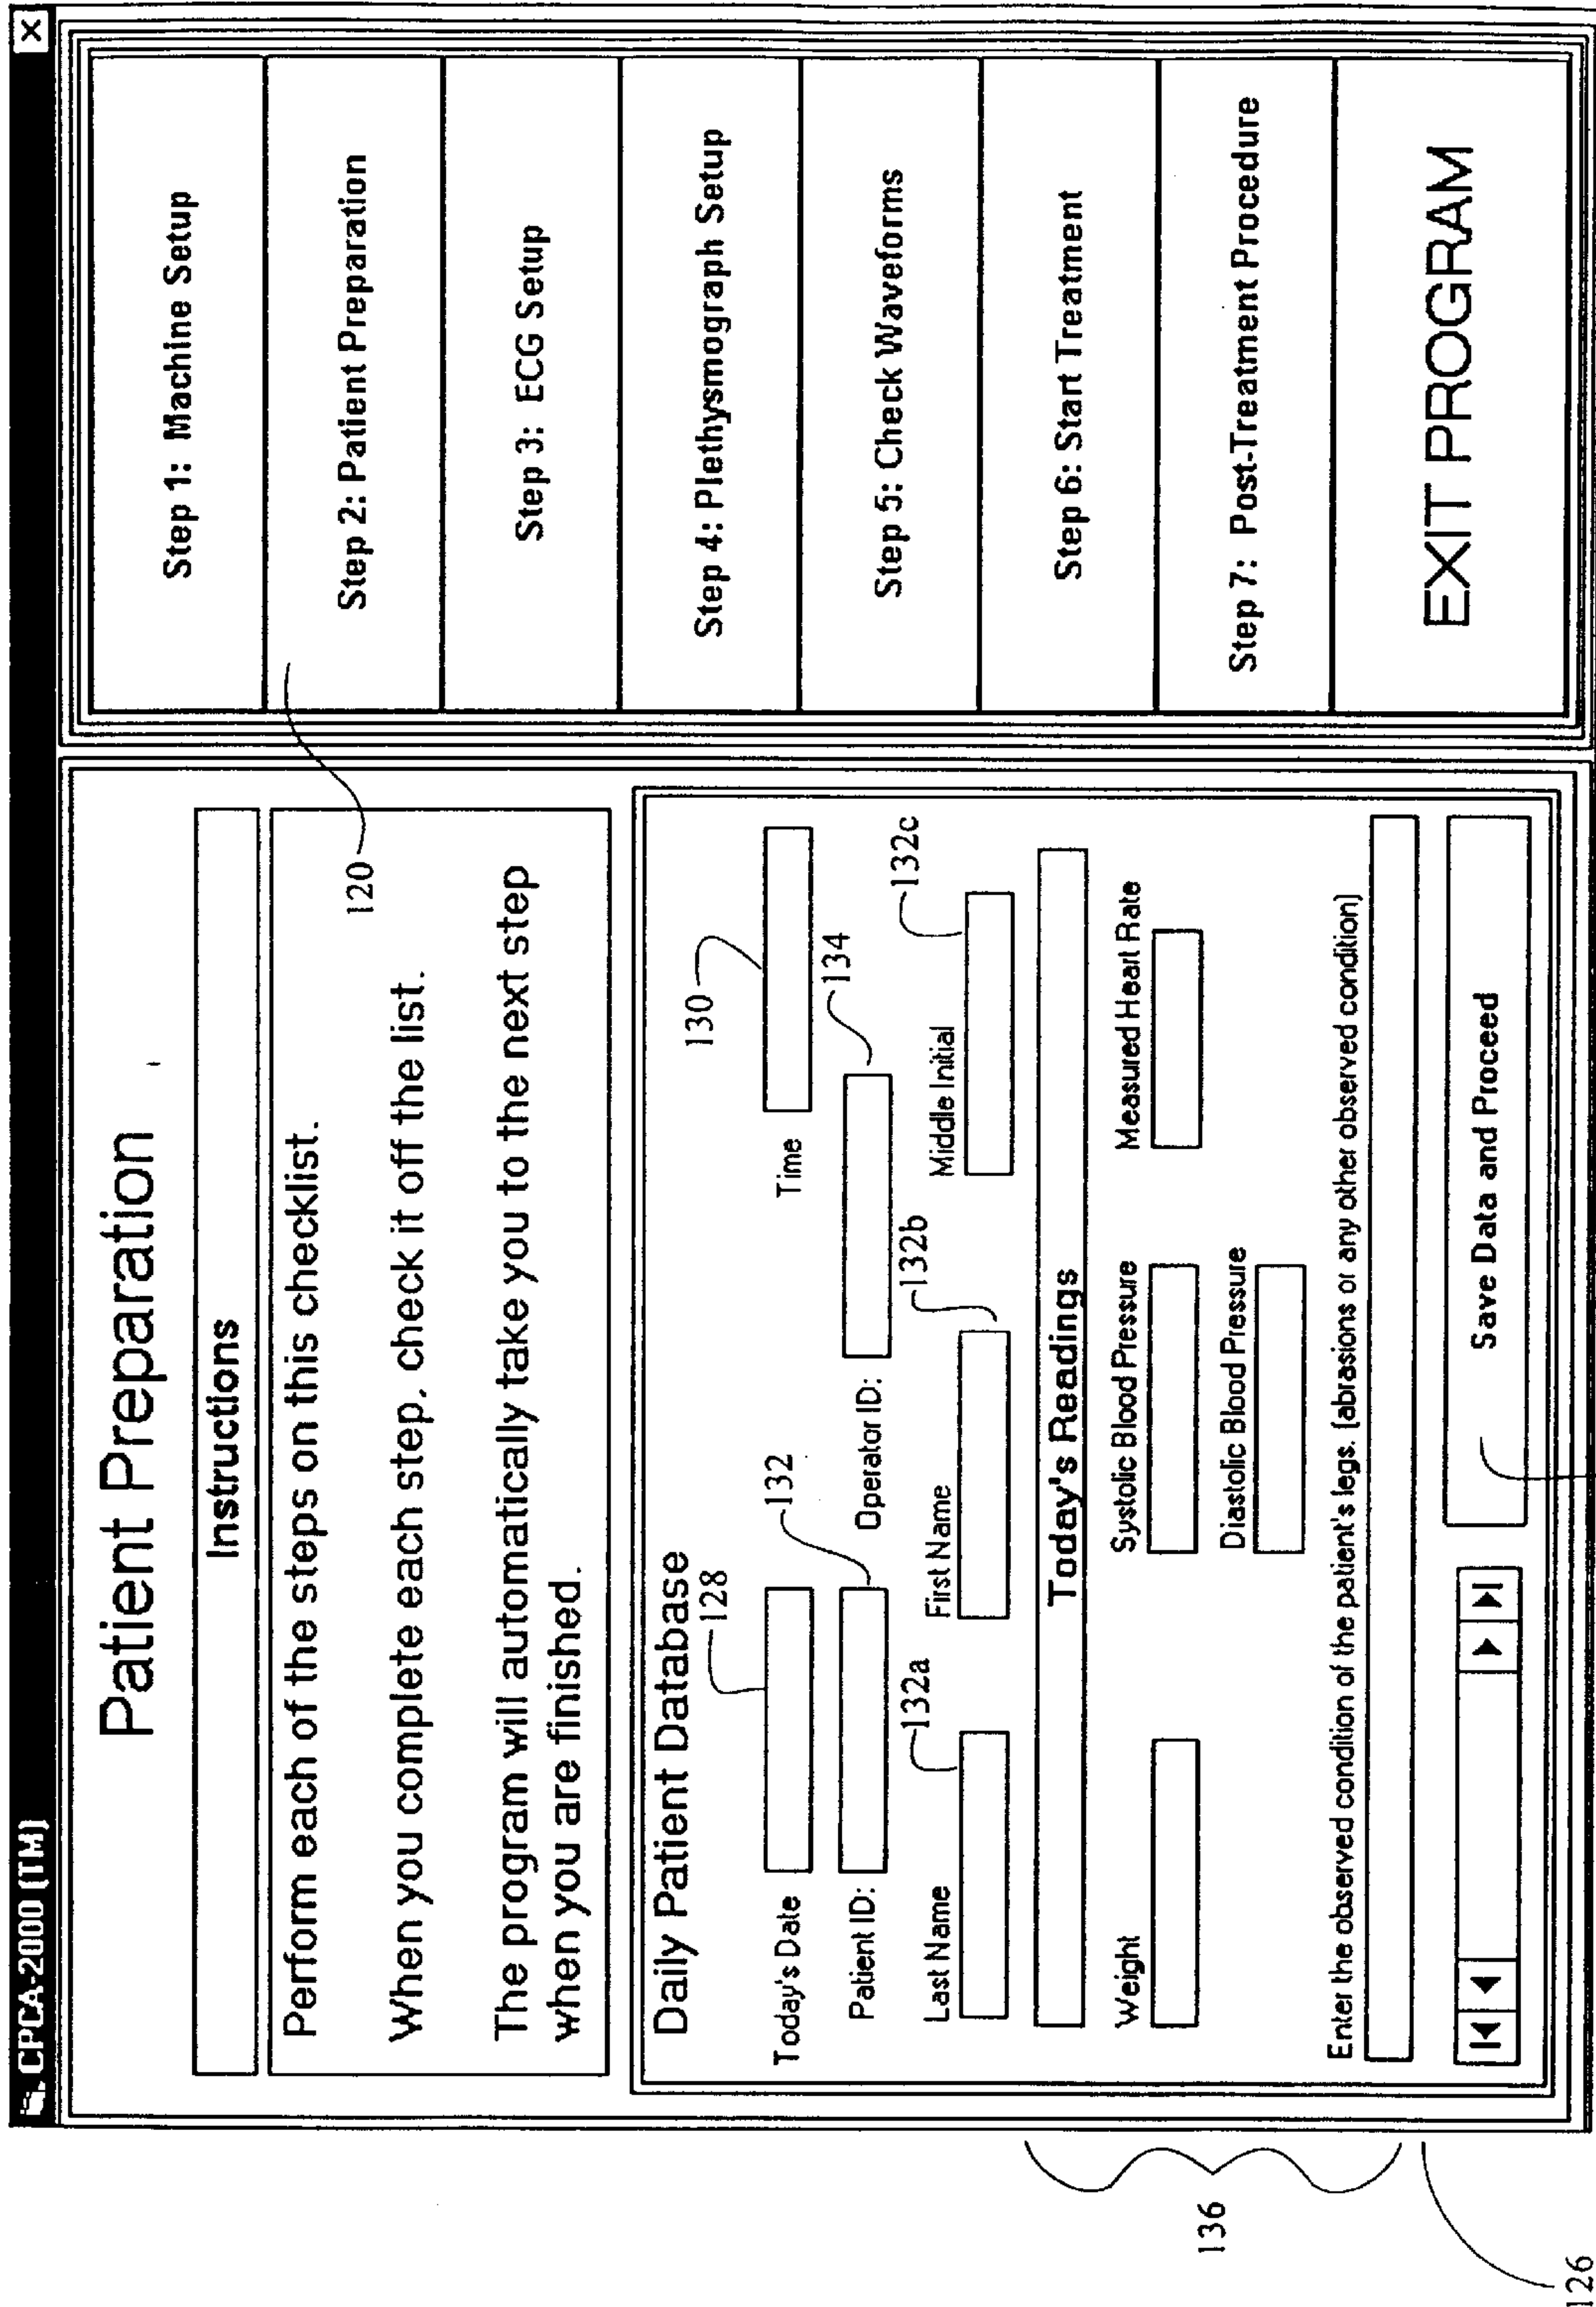 CPCA-2000 (TM)
X
Patient Preparation
Instructions
Perform each of the steps on this checklist.
When you complete each step, check it off the list.
The program will automatically take you to the next step
when you are finished.
120
Daily Patient Database
128
130
Today's Date
Time
132
134
Patient ID:
Operator ID:
132a
132b
132c
Last Name
First Name
Middle Initial
Today's Readings
Weight
Systolic Blood Pressure
Measured Heart Rate
Diastolic Blood Pressure
Enter the observed condition of the patient's legs. (abrasions or any other observed condition)
Save Data and Proceed
136
126
Step 1: Machine Setup
Step 2: Patient Preparation
Step 3: ECG Setup
Step 4: Plethysmograph Setup
Step 5: Check Waveforms
Step 6: Start Treatment
Step 7: Post-Treatment Procedure
EXIT PROGRAM